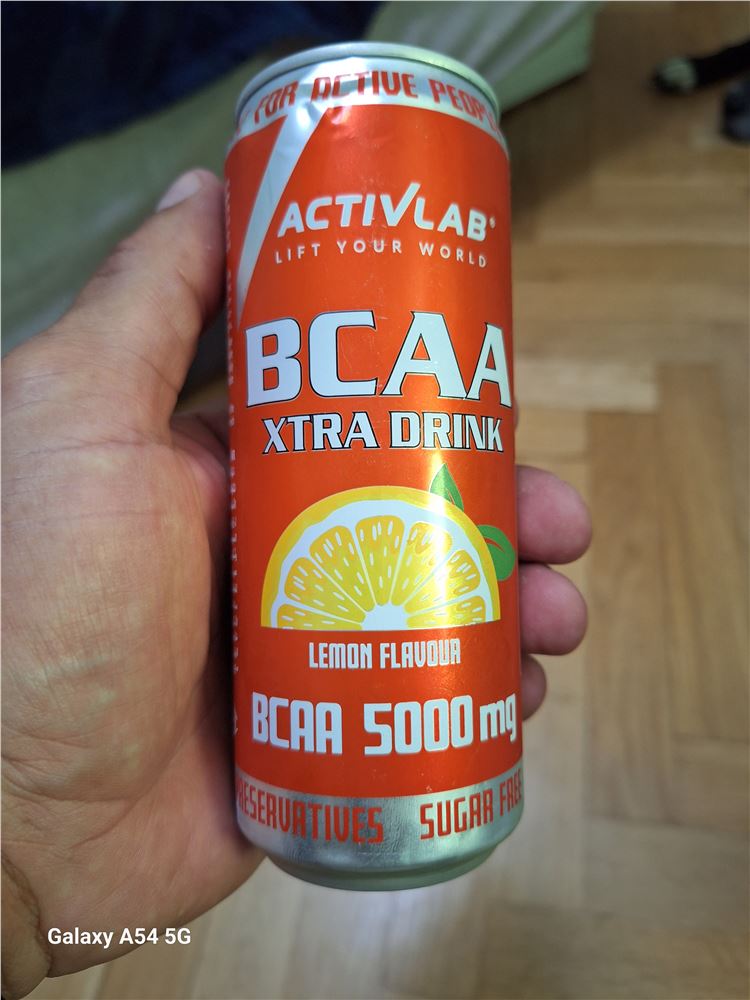 FOR ACTIVE PEOPLE
ACTIVLAB®
LIFT YOUR WORLD
BCAA
XTRA DRINK
LEMON FLAVOUR
BCAA 5000 mg
RESERVATIVES SUGAR FREE
Galaxy A54 5G